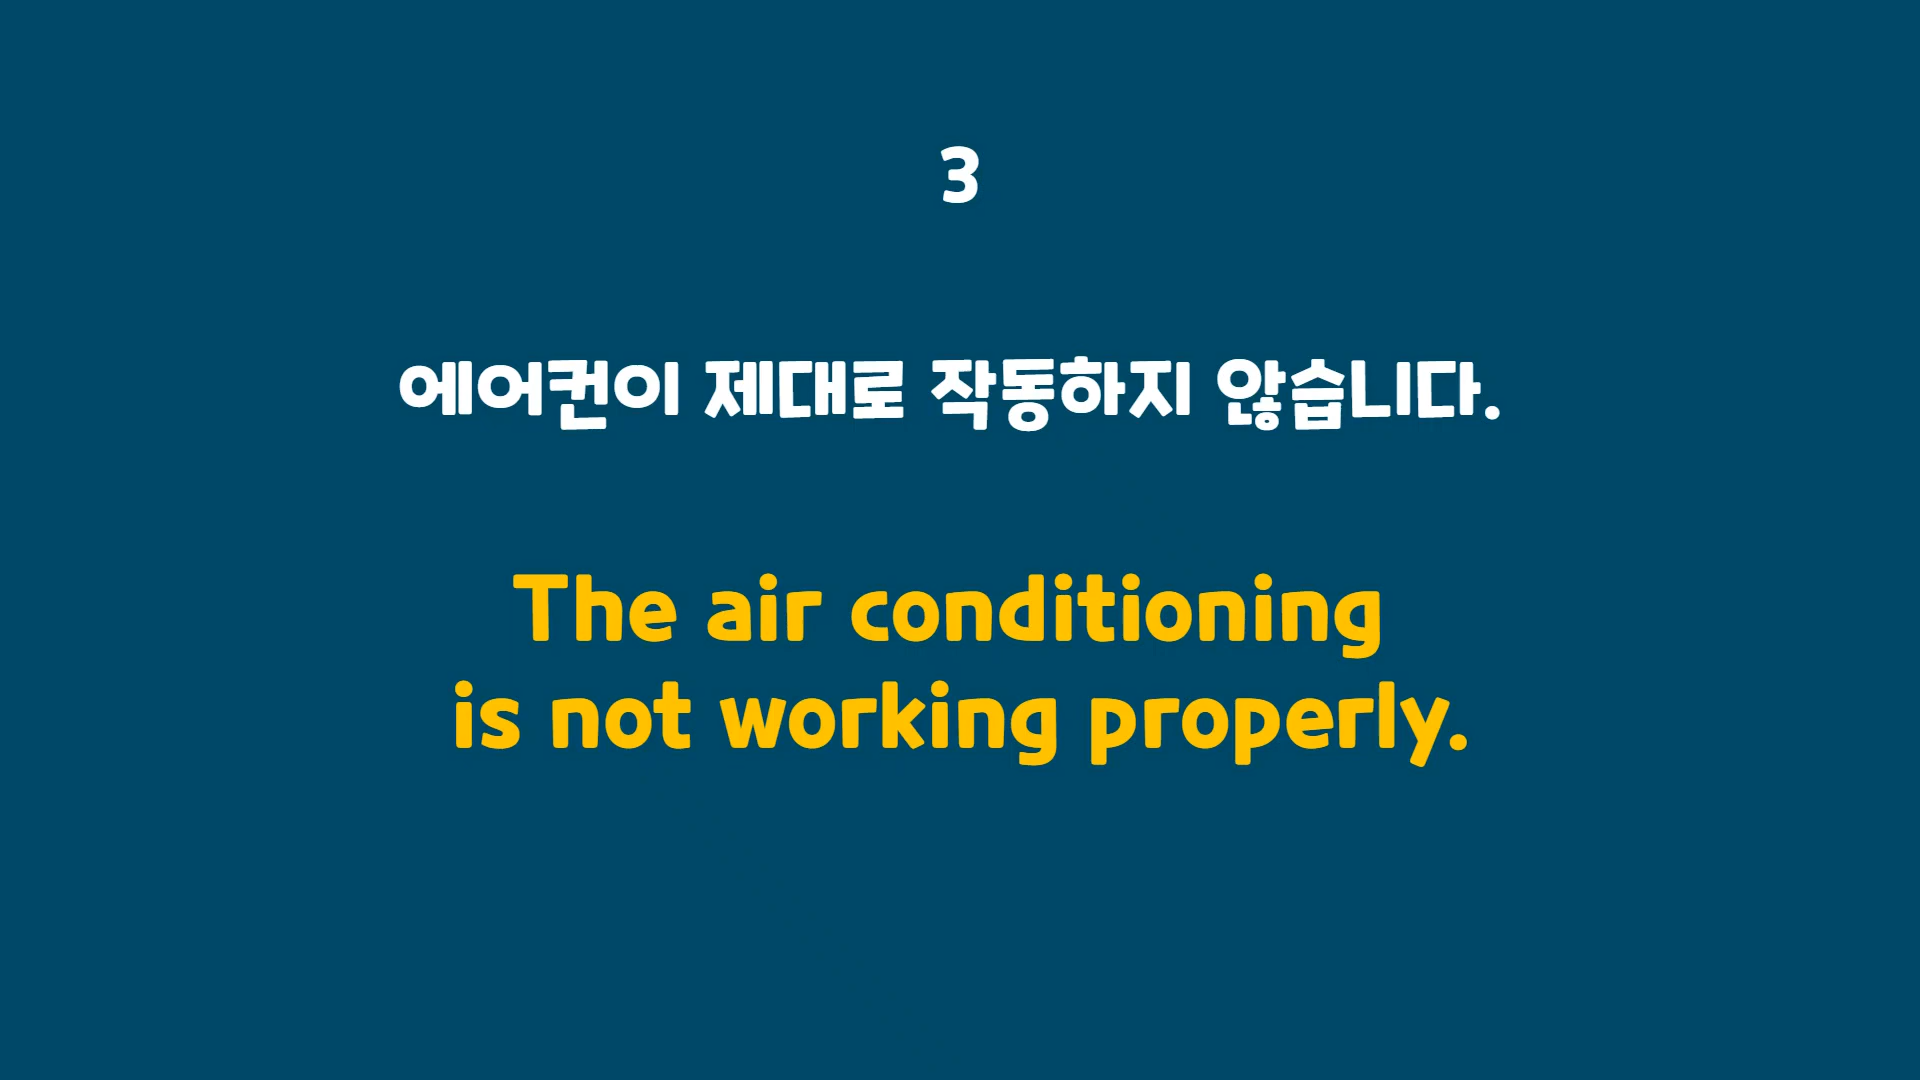 3
에어컨이 제대로 작동하지 않습니다.
The air conditioning
is not working properly.